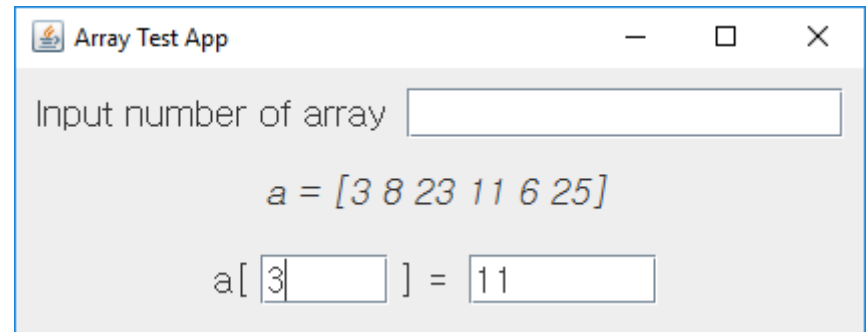 Array Test App
Input number of array
a = [3 8 23 11 6 25]
a[ 3 ] = 11